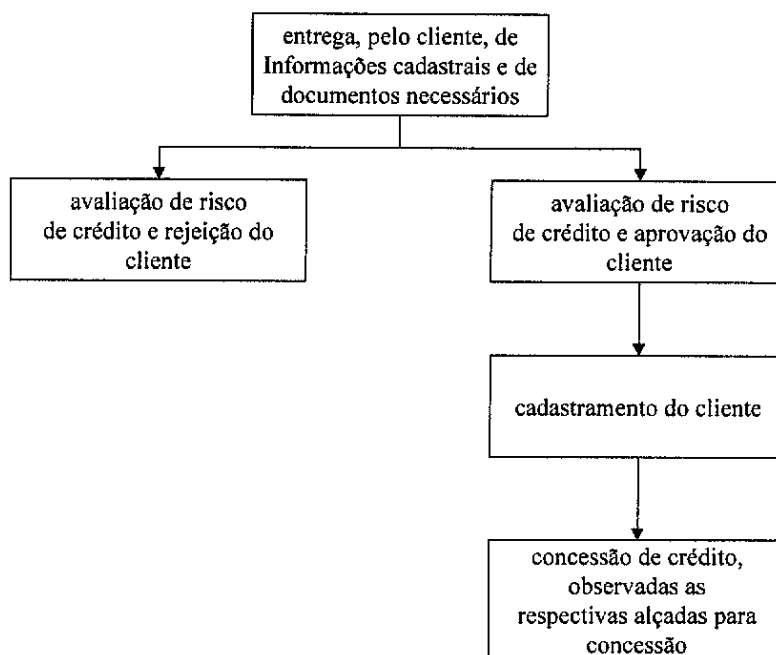 entrega, pelo cliente, de
Informações cadastrais e de
documentos necessários
avaliação de risco
de crédito e rejeição do
cliente
avaliação de risco
de crédito e aprovação do
cliente
cadastramento do cliente
concessão de crédito,
observadas as
respectivas alçadas para
concessão